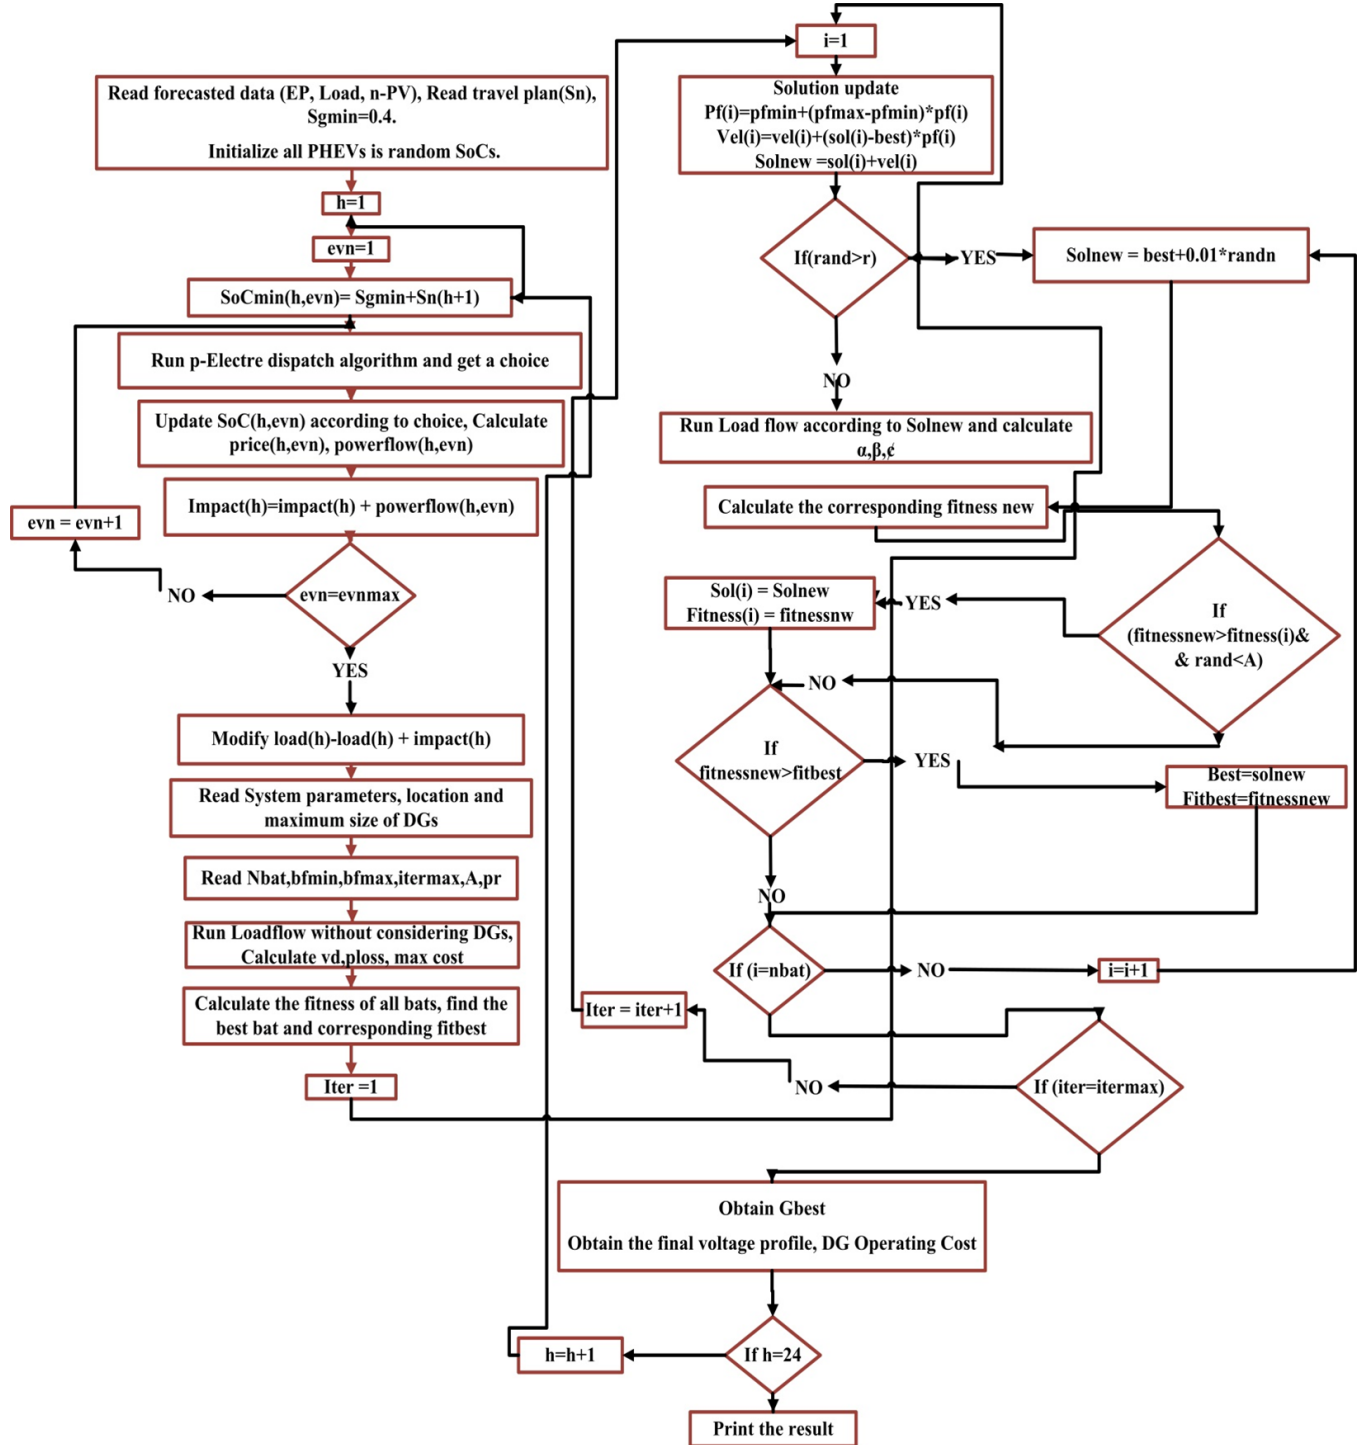 Read forecasted data (EP, Load, n-PV), Read travel plan(Sn),
Sgmin=0.4.
Initialize all PHEVs is random SoCs.
h=1
evn=1
SoCmin(h,evn)= Sgmin+Sn(h+1)
Run p-Electre dispatch algorithm and get a choice
Update SoC(h,evn) according to choice, Calculate
price(h,evn), powerflow(h,evn)
Impact(h)=impact(h) + powerflow(h,evn)
evn = evn+1
NO
evn=evnmax
YES
Modify load(h)-load(h) + impact(h)
Read System parameters, location and
maximum size of DGs
Read Nbat,bfmin,bfmax,itermax,A,pr
Run Loadflow without considering DGs,
Calculate vd,ploss, max cost
Calculate the fitness of all bats, find the
best bat and corresponding fitbest
Iter =1
i=1
Solution update
Pf(i)=pfmin+(pfmax-pfmin)*pf(i)
Vel(i)=vel(i)+(sol(i)-best)*pf(i)
Solnew =sol(i)+vel(i)
If(rand>r)
YES
Solnew = best+0.01*randn
NO
Run Load flow according to Solnew and calculate
α,β,¢
Calculate the corresponding fitness new
Sol(i) = Solnew
Fitness(i) = fitnessnw
YES
If
(fitnessnew>fitness(i)&
& rand<A)
NO
If
fitnessnew>fitbest
YES
Best=solnew
Fitbest=fitnessnew
NO
If (i=nbat)
NO
i=i+1
Iter = iter+1
NO
If (iter=itermax)
Obtain Gbest
Obtain the final voltage profile, DG Operating Cost
h=h+1
If h=24
Print the result